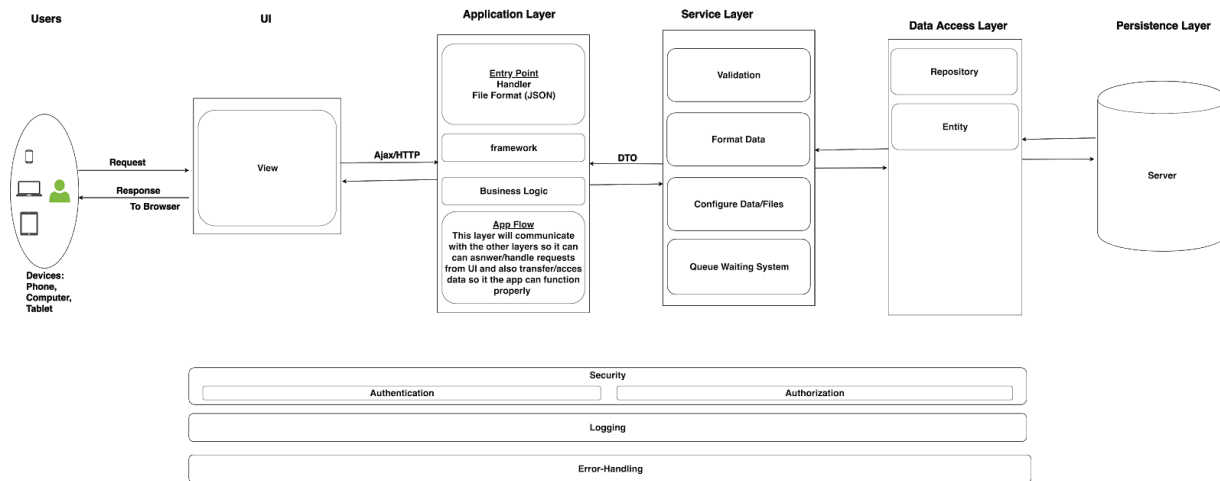 Users
UI
Application Layer
Service Layer
Data Access Layer
Persistence Layer
Entry Point
Handler
File Format (JSON)
framework
Business Logic
App Flow
This layer will communicate
with the other layers so it can
can asnwer/handle requests
from UI and also transfer/acces
data so it the app can function
properly
Validation
Format Data
Configure Data/Files
Queue Waiting System
Repository
Entity
Server
View
Request
Response
To Browser
Ajax/HTTP
DTO
Devices:
Phone,
Computer,
Tablet
Security
Authentication
Authorization
Logging
Error-Handling